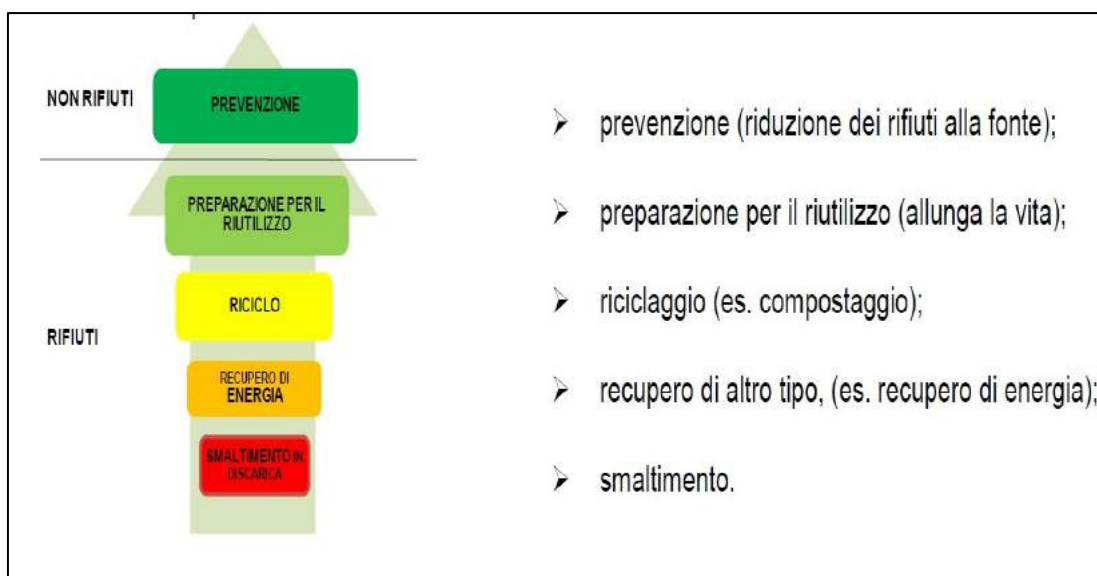 NON RIFIUTI
PREVENZIONE
PREPARAZIONE PER IL
RIUTILIZZO
RICICLO
RIFIUTI
RECUPERO DI
ENERGIA
SMALTIMENTO IN
DISCARICA
➢ prevenzione (riduzione dei rifiuti alla fonte);
➢ preparazione per il riutilizzo (allunga la vita);
➢ riciclaggio (es. compostaggio);
➢ recupero di altro tipo, (es. recupero di energia);
➢ smaltimento.